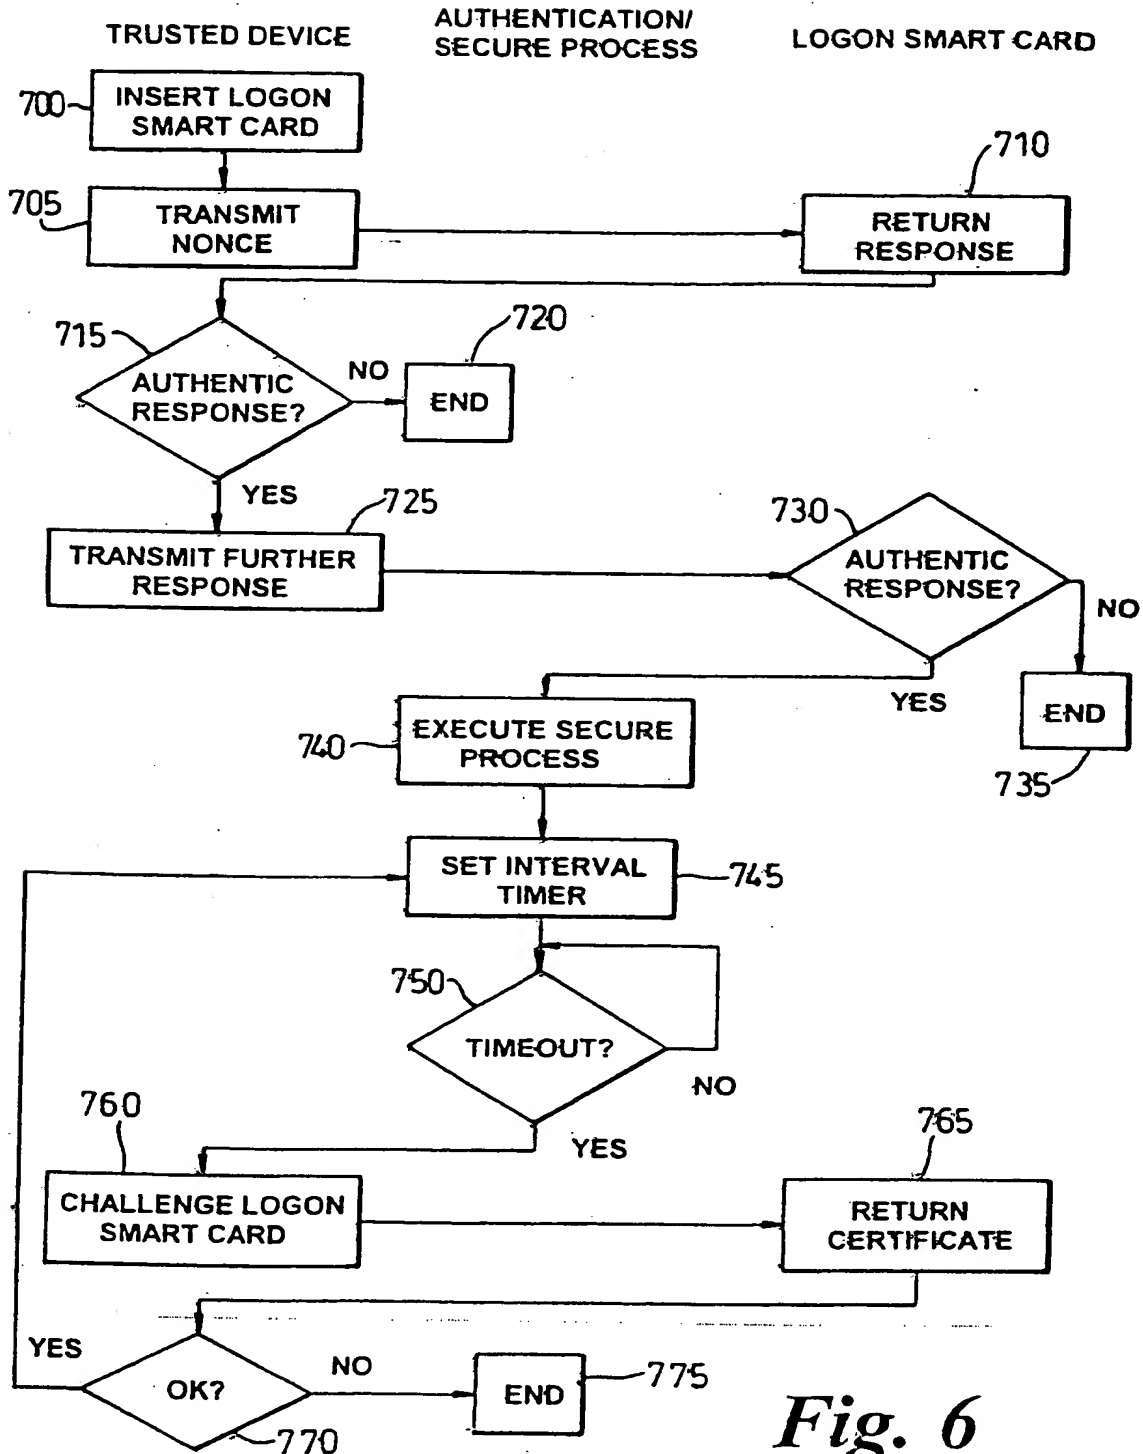 TRUSTED DEVICE
AUTHENTICATION/
SECURE PROCESS
LOGON SMART CARD
700
INSERT LOGON
SMART CARD
705
TRANSMIT
NONCE
710
RETURN
RESPONSE
715
AUTHENTIC
RESPONSE?
NO
720
END
YES
725
TRANSMIT FURTHER
RESPONSE
730
AUTHENTIC
RESPONSE?
NO
YES
END
735
740
EXECUTE SECURE
PROCESS
SET INTERVAL
TIMER
745
750
TIMEOUT?
NO
YES
760
CHALLENGE LOGON
SMART CARD
765
RETURN
CERTIFICATE
YES
OK?
NO
770
END
775
Fig. 6